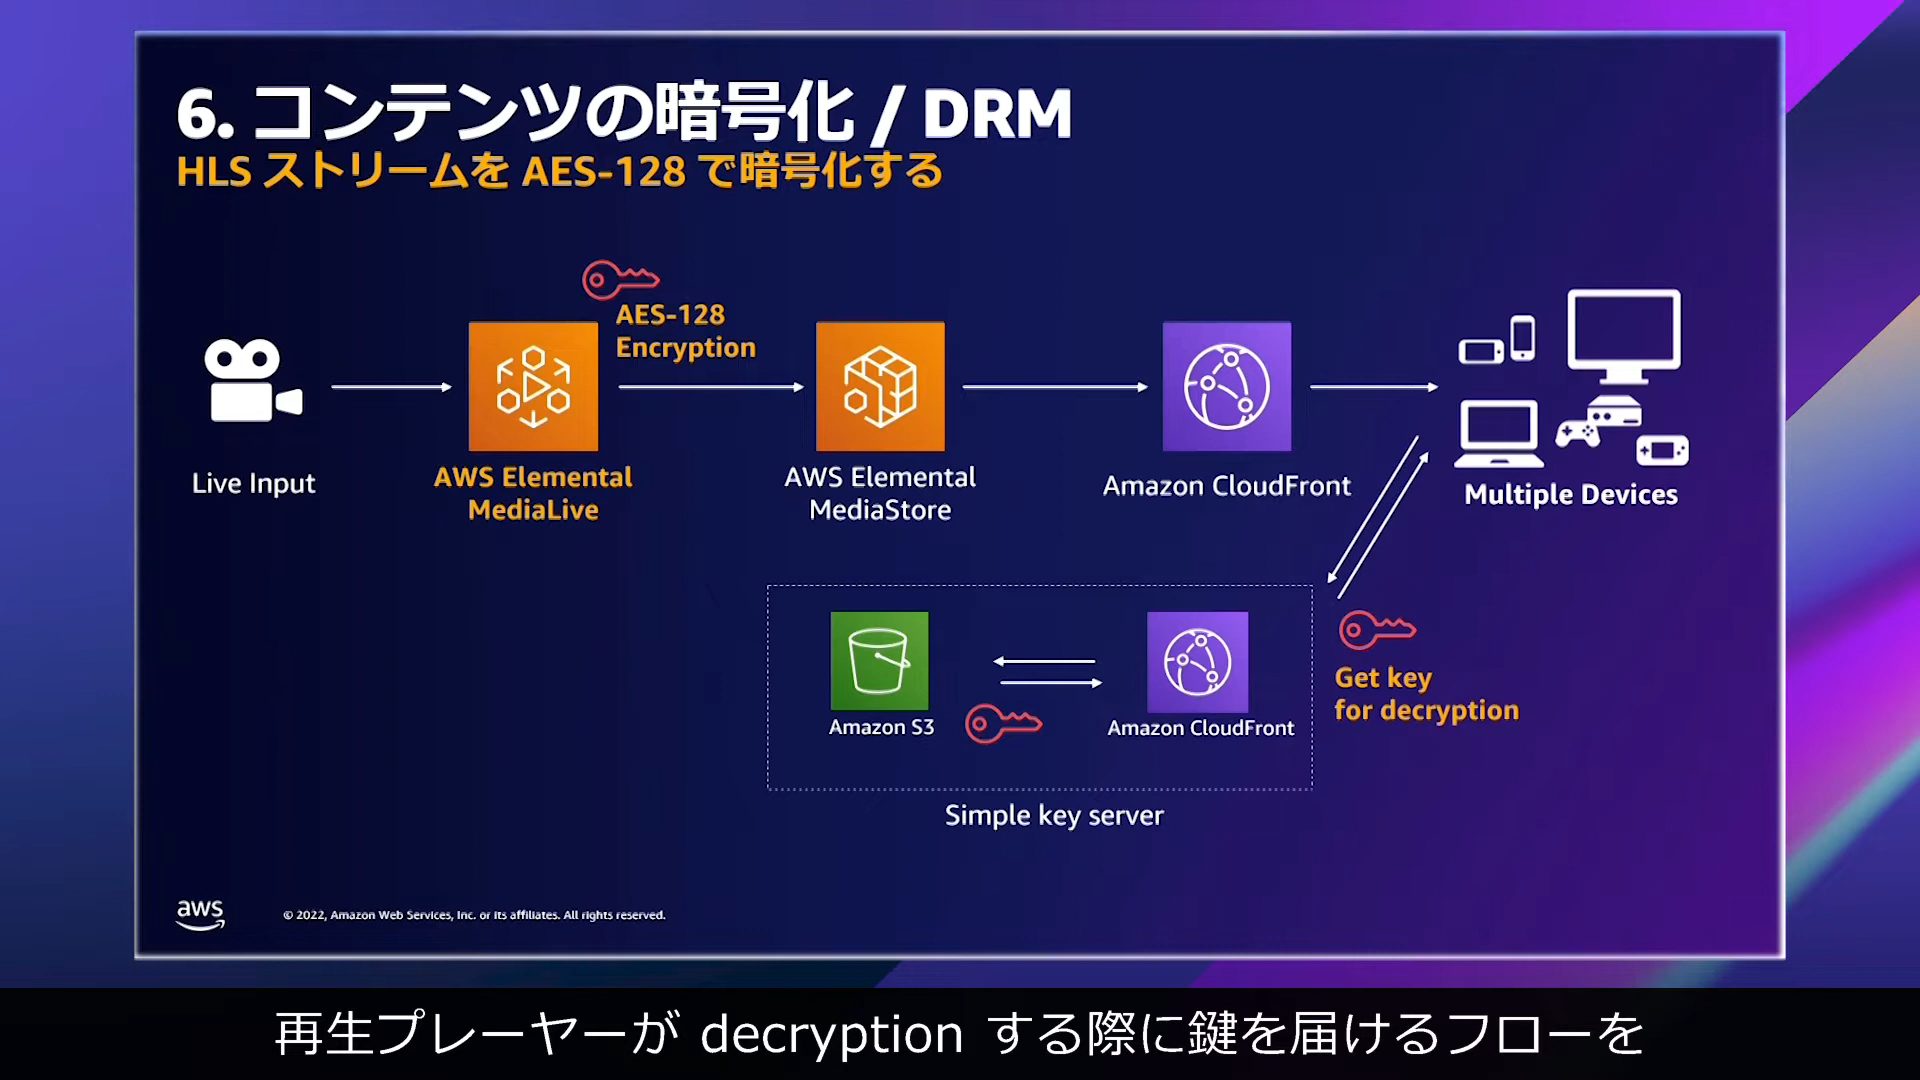 6. コンテンツの暗号化 / DRM
HLS ストリームを AES-128 で暗号化する
AES-128
Encryption
Live Input
AWS Elemental
MediaLive
AWS Elemental
MediaStore
Amazon CloudFront
Multiple Devices
Amazon S3
Amazon CloudFront
Get key
for decryption
Simple key server
aws
© 2022, Amazon Web Services, Inc. or its affiliates. All rights reserved.
再生プレーヤーが decryption する際に鍵を届けるフローを